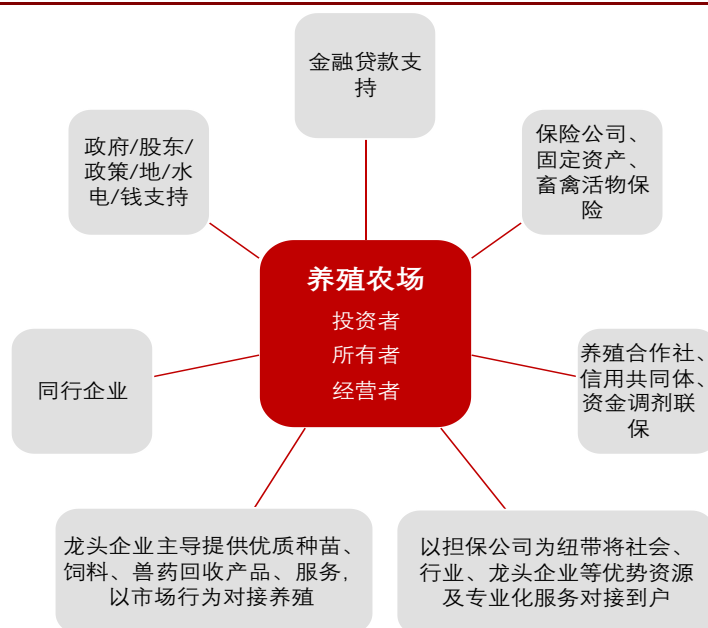 金融贷款支
持
政府/股东/
政策/地/水
电/钱支持
保险公司、
固定资产、
畜禽活物保
险
养殖农场
投资者
所有者
经营者
同行企业
养殖合作社、
信用共同体、
资金调剂联
保
龙头企业主导提供优质种苗、
饲料、兽药回收产品、服务,
以市场行为对接养殖
以担保公司为纽带将社会、
行业、龙头企业等优势资源
及专业化服务对接到户